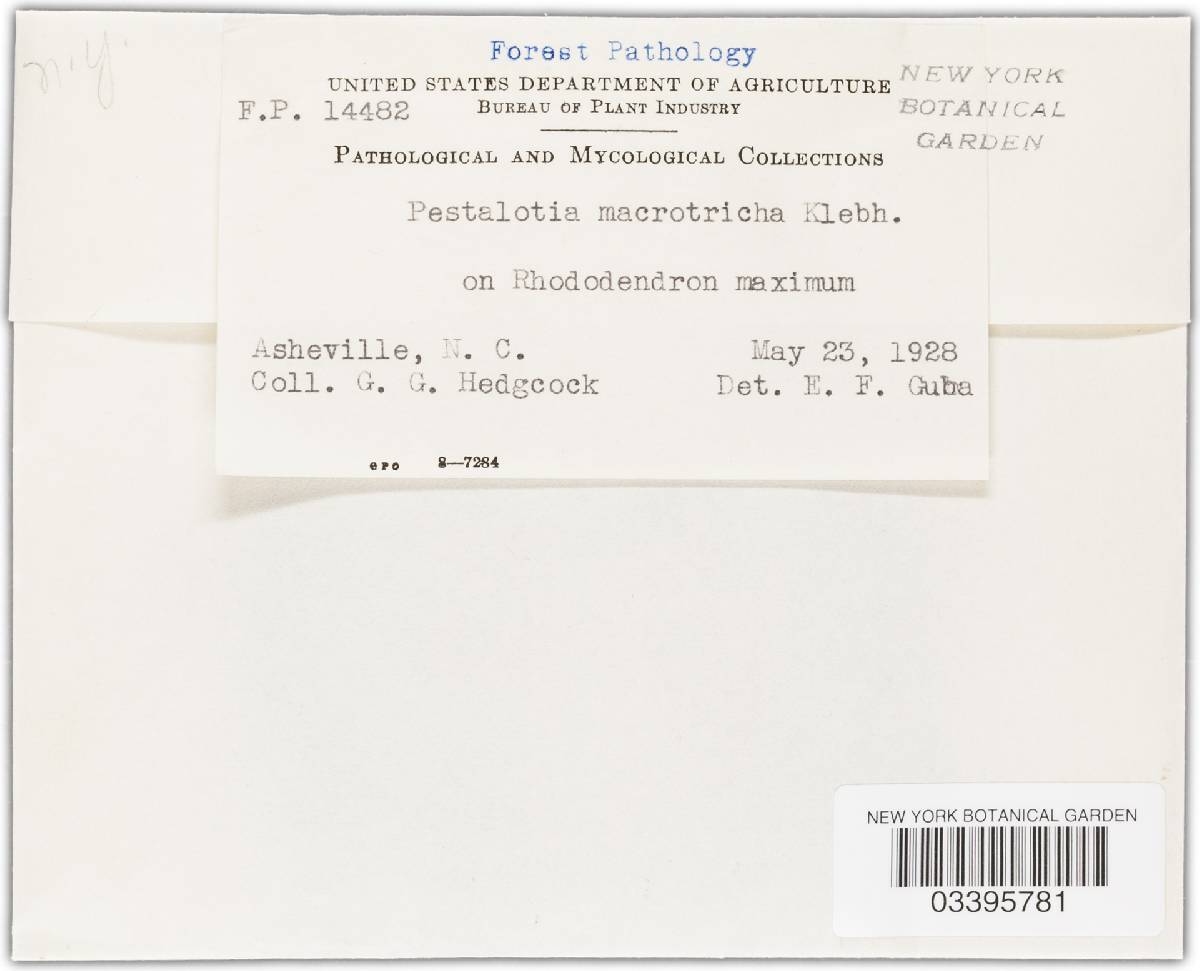 n.y.
Forest Pathology
UNITED STATES DEPARTMENT OF AGRICULTURE
F.P. 14482 BUREAU OF PLANT INDUSTRY
NEW YORK
BOTANICAL
GARDEN
PATHOLOGICAL AND MYCOLOGICAL COLLECTIONS
Pestalotia macrotricha Klebh.
on Rhododendron maximum
Asheville, N. C. May 23, 1928
Coll. G. G. Hedgcock Det. E. F. Guba
GPO 8—7284
NEW YORK BOTANICAL GARDEN
03395781